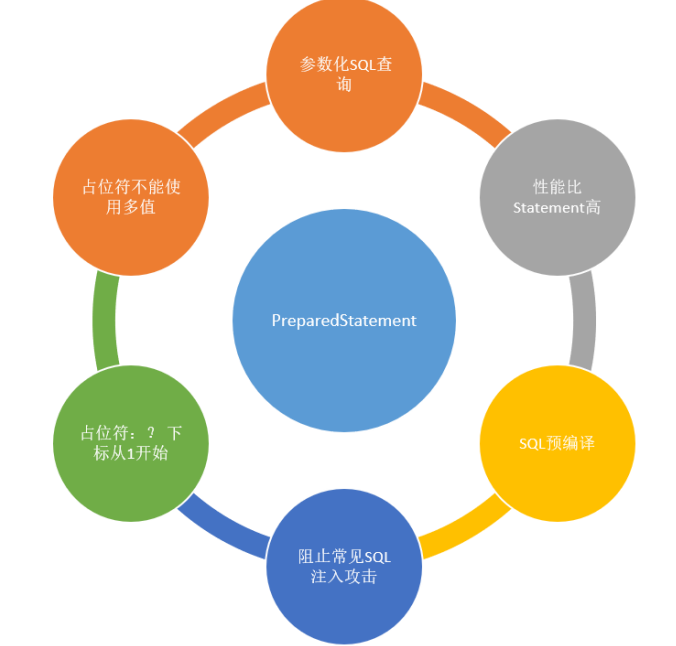 参数化SQL查
询
性能比
Statement高
SQL预编译
阻止常见SQL
注入攻击
占位符：？ 下
标从1开始
占位符不能使
用多值
PreparedStatement